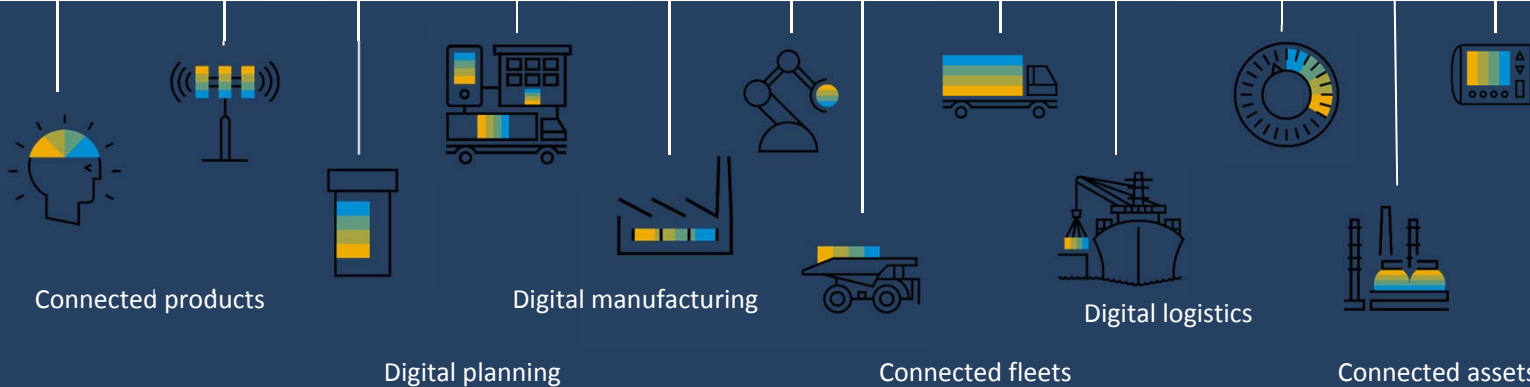 Connected products
Digital manufacturing
Digital logistics
Digital planning
Connected fleets
Connected assets